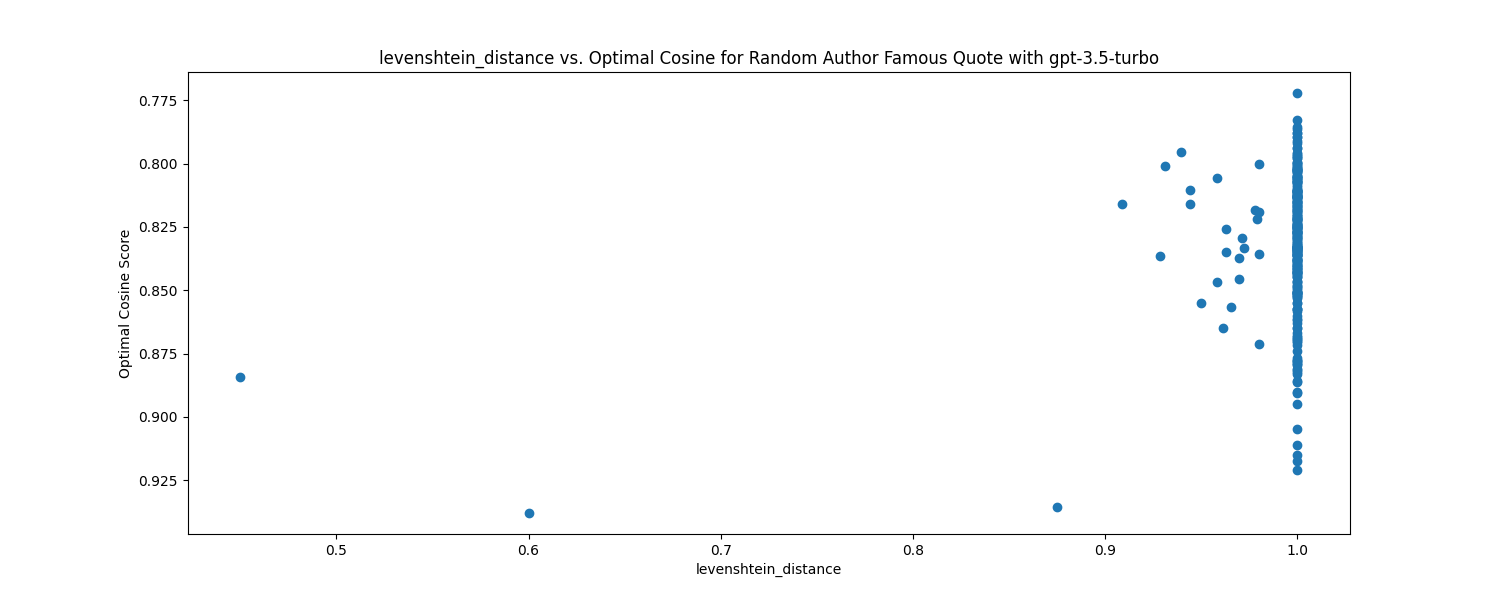 levenshtein_distance vs. Optimal Cosine for Random Author Famous Quote with gpt-3.5-turbo
0.775
0.800
0.825
0.850
0.875
0.900
0.925
Optimal Cosine Score
0.5 0.6 0.7 0.8 0.9 1.0
levenshtein_distance